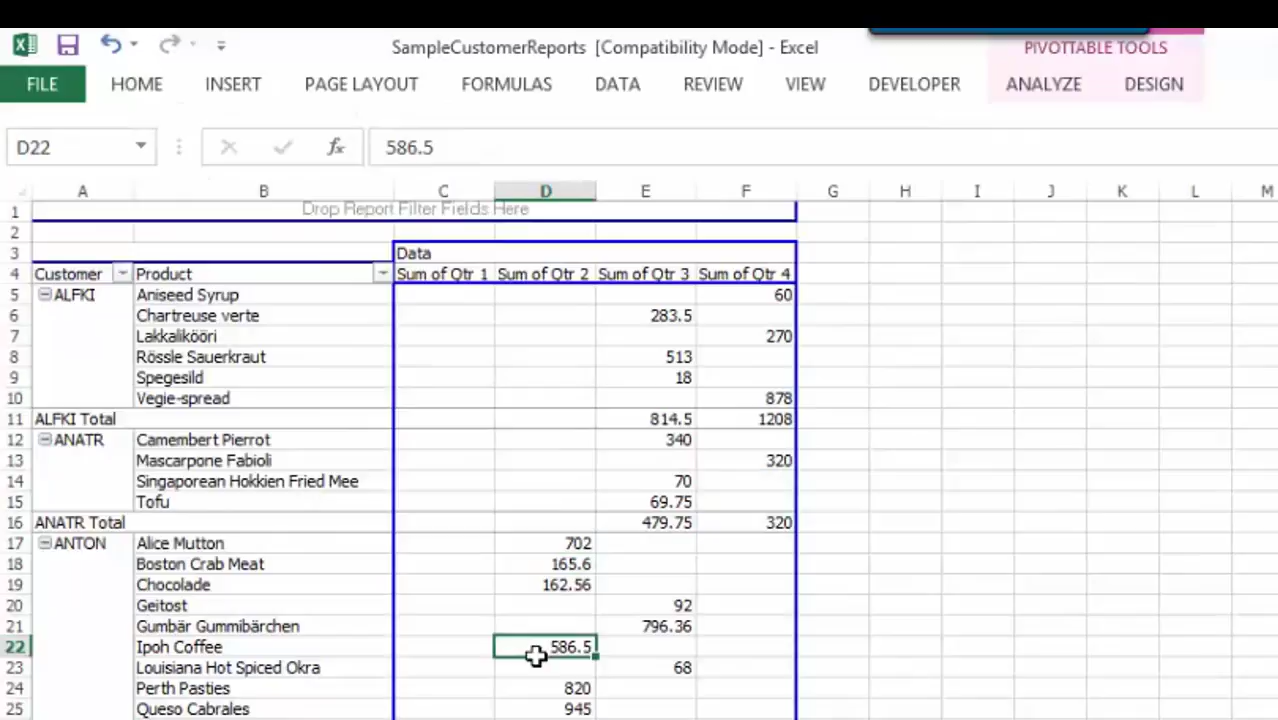 SampleCustomerReports [Compatibility Mode] - Excel
PIVOTTABLE TOOLS
FILE HOME INSERT PAGE LAYOUT FORMULAS DATA REVIEW VIEW DEVELOPER ANALYZE DESIGN
D22 fx 586.5
A B C D E F G H I J K L M
1 Drop Report Filter Fields Here
2
3 Data
4 Customer Product Sum of Qtr 1 Sum of Qtr 2 Sum of Qtr 3 Sum of Qtr 4
5 ALFKI Aniseed Syrup 60
6 Chartreuse verte 283.5
7 Lakkalikööri 270
8 Rössle Sauerkraut 513
9 Spegesild 18
10 Vegie-spread 878
11 ALFKI Total 814.5 1208
12 ANATR Camembert Pierrot 340
13 Mascarpone Fabioli 320
14 Singaporean Hokkien Fried Mee 70
15 Tofu 69.75
16 ANATR Total 479.75 320
17 ANTON Alice Mutton 702
18 Boston Crab Meat 165.6
19 Chocolade 162.56
20 Geitost 92
21 Gumbär Gummibärchen 796.36
22 Ipoh Coffee 586.5
23 Louisiana Hot Spiced Okra 68
24 Perth Pasties 820
25 Queso Cabrales 945